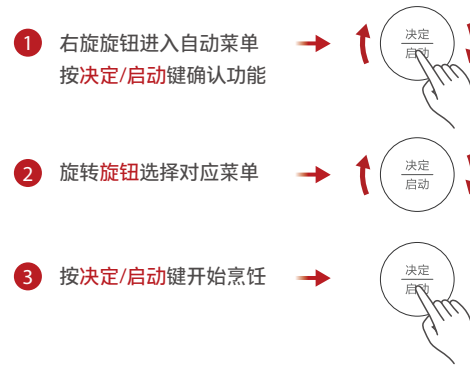 1 右旋旋钮进入自动菜单
按决定/启动键确认功能
决定
启动
2 旋转旋钮选择对应菜单
决定
启动
3 按决定/启动键开始烹饪
决定
启动